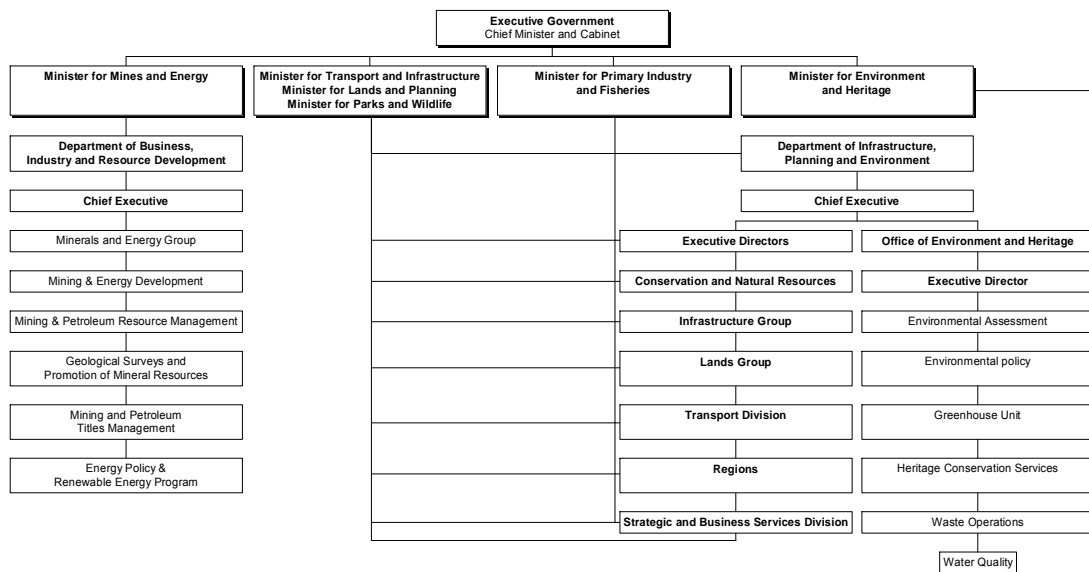 Executive Government
Chief Minister and Cabinet
Minister for Mines and Energy
Minister for Transport and Infrastructure
Minister for Lands and Planning
Minister for Parks and Wildlife
Minister for Primary Industry
and Fisheries
Minister for Environment
and Heritage
Department of Business,
Industry and Resource Development
Department of Infrastructure,
Planning and Environment
Chief Executive
Chief Executive
Minerals and Energy Group
Executive Directors
Office of Environment and Heritage
Mining & Energy Development
Conservation and Natural Resources
Executive Director
Mining & Petroleum Resource Management
Infrastructure Group
Environmental Assessment
Geological Surveys and
Promotion of Mineral Resources
Lands Group
Environmental policy
Mining and Petroleum
Titles Management
Transport Division
Greenhouse Unit
Energy Policy &
Renewable Energy Program
Regions
Heritage Conservation Services
Strategic and Business Services Division
Waste Operations
Water Quality